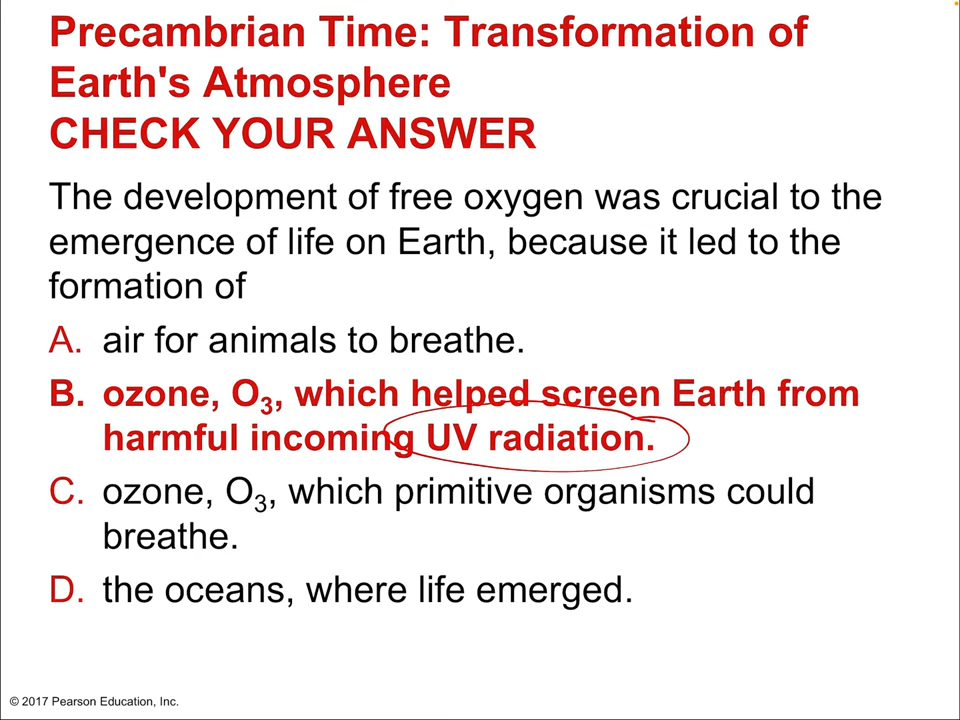 Precambrian Time: Transformation of
Earth's Atmosphere
CHECK YOUR ANSWER
The development of free oxygen was crucial to the
emergence of life on Earth, because it led to the
formation of
A. air for animals to breathe.
B. ozone, O₃, which helped screen Earth from
harmful incoming UV radiation.
C. ozone, O₃, which primitive organisms could
breathe.
D. the oceans, where life emerged.
© 2017 Pearson Education, Inc.